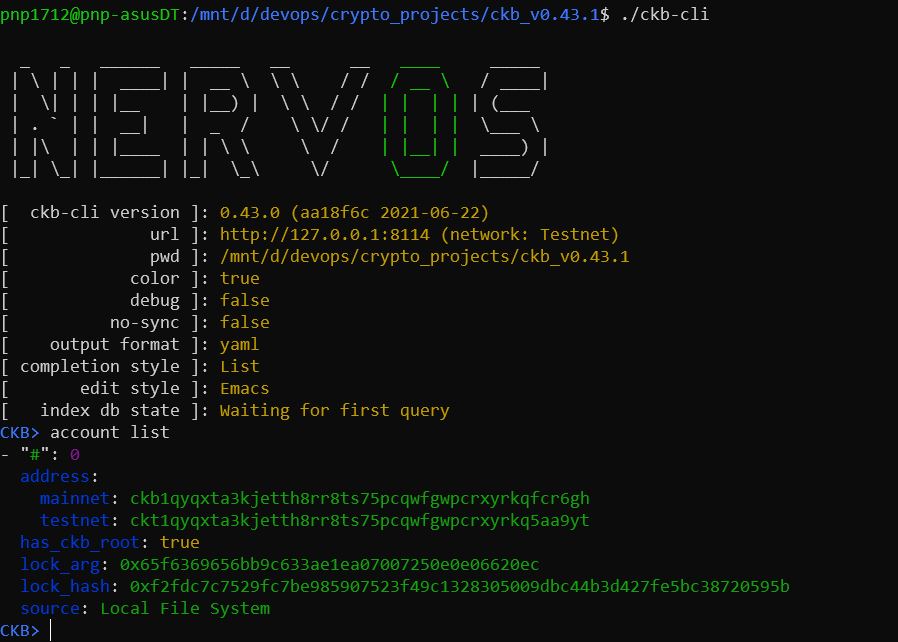 pnp1712@pnp-asusDT:/mnt/d/devops/crypto_projects/ckb_v0.43.1$ ./ckb-cli
NERVOS
[  ckb-cli version ]: 0.43.0 (aa18f6c 2021-06-22)
[              url ]: http://127.0.0.1:8114 (network: Testnet)
[              pwd ]: /mnt/d/devops/crypto_projects/ckb_v0.43.1
[            color ]: true
[            debug ]: false
[          no-sync ]: false
[    output format ]: yaml
[ completion style ]: List
[       edit style ]: Emacs
[   index db state ]: Waiting for first query
CKB> account list
- "#": 0
  address:
    mainnet: ckb1qyqxta3kjetth8rr8ts75pcqwfgwpcrxyrkqfcr6gh
    testnet: ckt1qyqxta3kjetth8rr8ts75pcqwfgwpcrxyrkq5aa9yt
  has_ckb_root: true
  lock_arg: 0x65f6369656bb9c633ae1ea07007250e0e06620ec
  lock_hash: 0xf2fdc7c7529fc7be985907523f49c1328305009dbc44b3d427fe5bc38720595b
  source: Local File System
CKB>